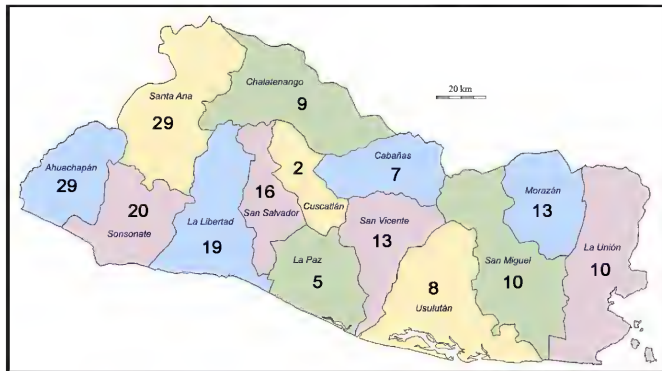 Chalatenango
9
20 km
Santa Ana
29
Ahuachapán
29
Cabañas
7
2
Cuscatlán
16
San Salvador
Morazán
13
20
Sonsonate
La Libertad
19
San Vicente
13
La Unión
10
La Paz
5
San Miguel
10
8
Usulután